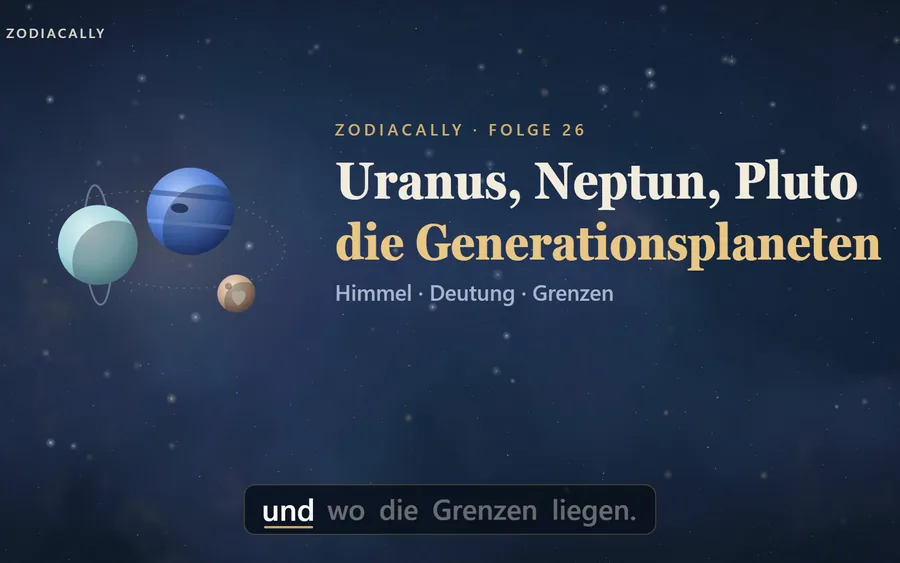 ZODIACALLY
ZODIACALLY · FOLGE 26
Uranus, Neptun, Pluto
die Generationsplaneten
Himmel · Deutung · Grenzen
und wo die Grenzen liegen.